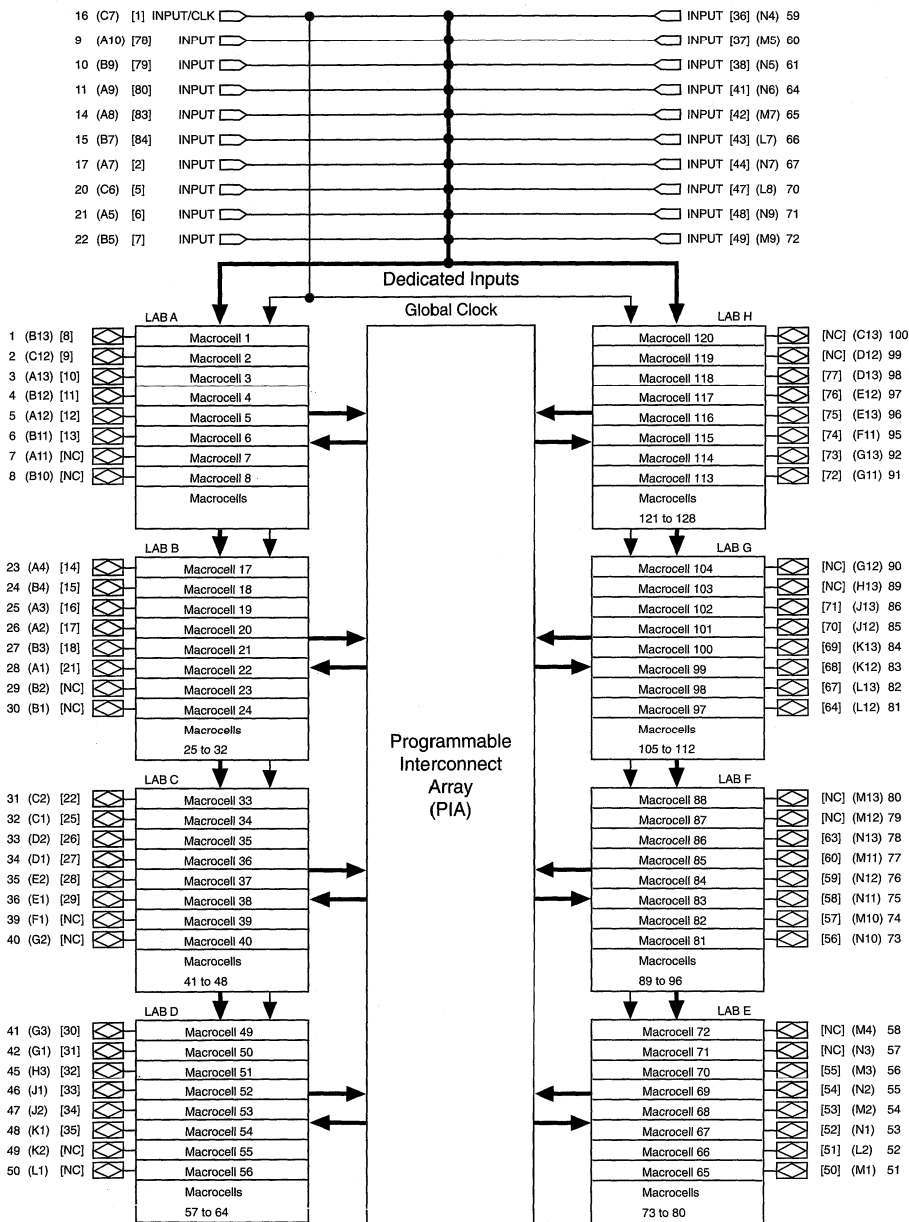 16 (C7) [1] INPUT/CLK INPUT [36] (N4) 59
9 (A10) [78] INPUT INPUT [37] (M5) 60
10 (B9) [79] INPUT INPUT [38] (N5) 61
11 (A9) [80] INPUT INPUT [41] (N6) 64
14 (A8) [83] INPUT INPUT [42] (M7) 65
15 (B7) [84] INPUT INPUT [43] (L7) 66
17 (A7) [2] INPUT INPUT [44] (N7) 67
20 (C6) [5] INPUT INPUT [47] (L8) 70
21 (A5) [6] INPUT INPUT [48] (N9) 71
22 (B5) [7] INPUT INPUT [49] (M9) 72
Dedicated Inputs
Global Clock
LAB A LAB H
1 (B13) [8] Macrocell 1 Macrocell 120 [NC] (C13) 100
2 (C12) [9] Macrocell 2 Macrocell 119 [NC] (D12) 99
3 (A13) [10] Macrocell 3 Macrocell 118 [77] (D13) 98
4 (B12) [11] Macrocell 4 Macrocell 117 [76] (E12) 97
5 (A12) [12] Macrocell 5 Macrocell 116 [75] (E13) 96
6 (B11) [13] Macrocell 6 Macrocell 115 [74] (F11) 95
7 (A11) [NC] Macrocell 7 Macrocell 114 [73] (G13) 92
8 (B10) [NC] Macrocell 8 Macrocell 113 [72] (G11) 91
Macrocells Macrocells
121 to 128
LAB B LAB G
23 (A4) [14] Macrocell 17 Macrocell 104 [NC] (G12) 90
24 (B4) [15] Macrocell 18 Macrocell 103 [NC] (H13) 89
25 (A3) [16] Macrocell 19 Macrocell 102 [71] (J13) 86
26 (A2) [17] Macrocell 20 Macrocell 101 [70] (J12) 85
27 (B3) [18] Macrocell 21 Macrocell 100 [69] (K13) 84
28 (A1) [21] Macrocell 22 Macrocell 99 [68] (K12) 83
29 (B2) [NC] Macrocell 23 Macrocell 98 [67] (L13) 82
30 (B1) [NC] Macrocell 24 Macrocell 97 [64] (L12) 81
Macrocells Macrocells
25 to 32 105 to 112
Programmable
Interconnect
Array
(PIA)
LAB C LAB F
31 (C2) [22] Macrocell 33 Macrocell 88 [NC] (M13) 80
32 (C1) [25] Macrocell 34 Macrocell 87 [NC] (M12) 79
33 (D2) [26] Macrocell 35 Macrocell 86 [63] (N13) 78
34 (D1) [27] Macrocell 36 Macrocell 85 [60] (M11) 77
35 (E2) [28] Macrocell 37 Macrocell 84 [59] (N12) 76
36 (E1) [29] Macrocell 38 Macrocell 83 [58] (N11) 75
39 (F1) [NC] Macrocell 39 Macrocell 82 [57] (M10) 74
40 (G2) [NC] Macrocell 40 Macrocell 81 [56] (N10) 73
Macrocells Macrocells
41 to 48 89 to 96
LAB D LAB E
41 (G3) [30] Macrocell 49 Macrocell 72 [NC] (M4) 58
42 (G1) [31] Macrocell 50 Macrocell 71 [NC] (N3) 57
45 (H3) [32] Macrocell 51 Macrocell 70 [55] (M3) 56
46 (J1) [33] Macrocell 52 Macrocell 69 [54] (N2) 55
47 (J2) [34] Macrocell 53 Macrocell 68 [53] (M2) 54
48 (K1) [35] Macrocell 54 Macrocell 67 [52] (N1) 53
49 (K2) [NC] Macrocell 55 Macrocell 66 [51] (L2) 52
50 (L1) [NC] Macrocell 56 Macrocell 65 [50] (M1) 51
Macrocells Macrocells
57 to 64 73 to 80